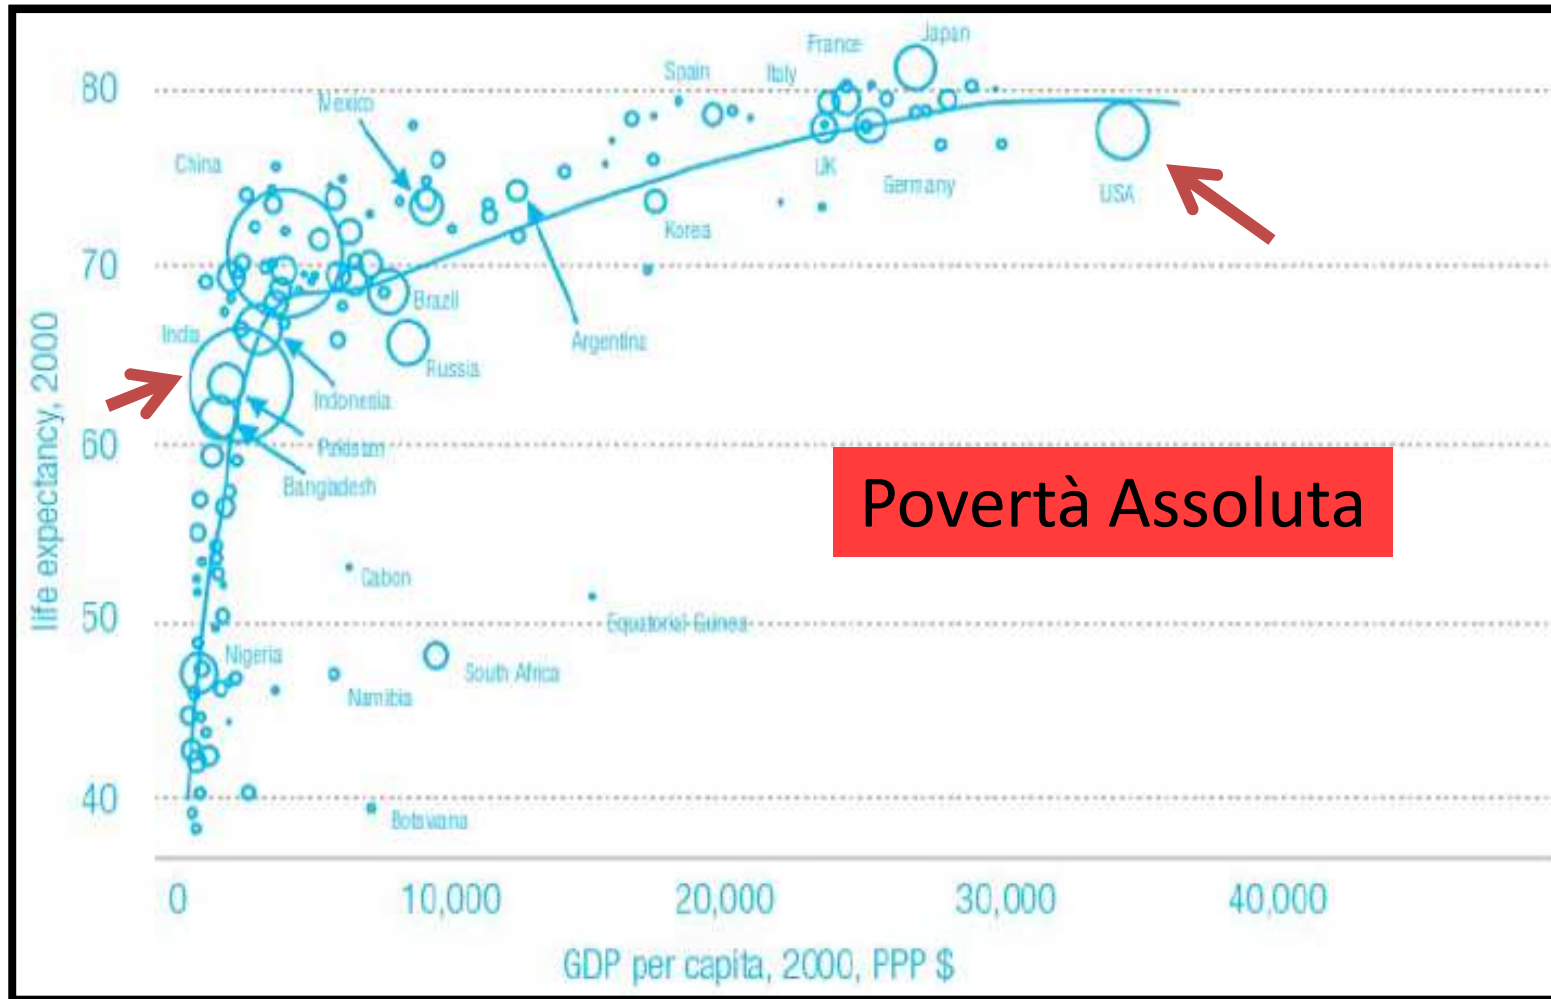 Japan
France
Spain
Italy
80
Mexico
China
UK
Germany
USA
Korea
70
Brazil
India
Argentina
Russia
Indonesia
Pakistan
60
Bangladesh
Povertà Assoluta
life expectancy, 2000
Gabon
50
Equatorial Guinea
Nigeria
South Africa
Namibia
40
Botswana
0
10,000
20,000
30,000
40,000
GDP per capita, 2000, PPP $